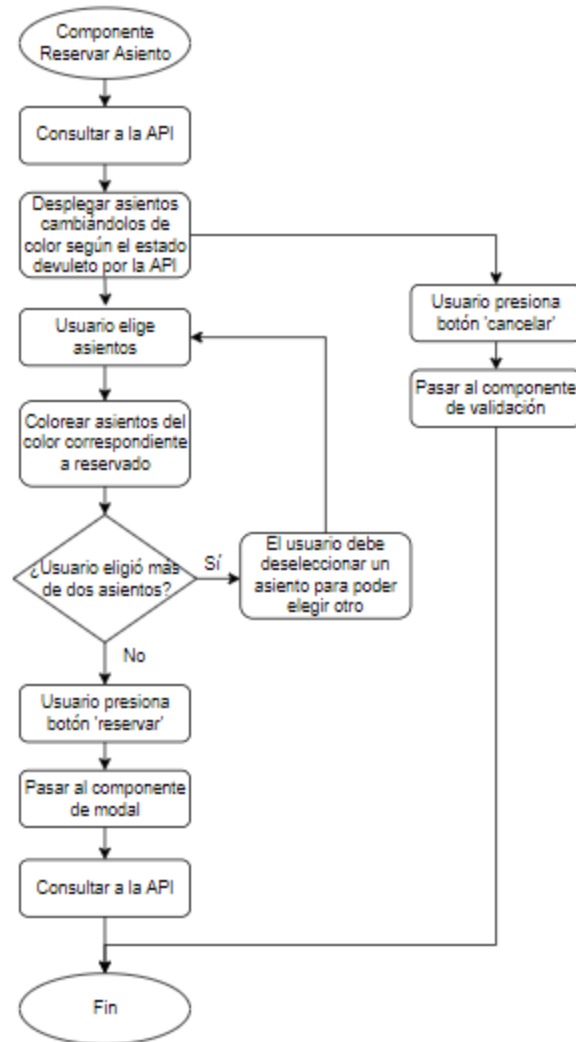 Componente
Reservar Asiento
Consultar a la API
Desplegar asientos
cambiándolos de
color según el estado
devuleto por la API
Usuario presiona
botón 'cancelar'
Usuario elige
asientos
Pasar al componente
de validación
Colorear asientos del
color correspondiente
a reservado
¿Usuario eligió más
de dos asientos?
Sí
El usuario debe
deseleccionar un
asiento para poder
elegir otro
No
Usuario presiona
botón 'reservar'
Pasar al componente
de modal
Consultar a la API
Fin